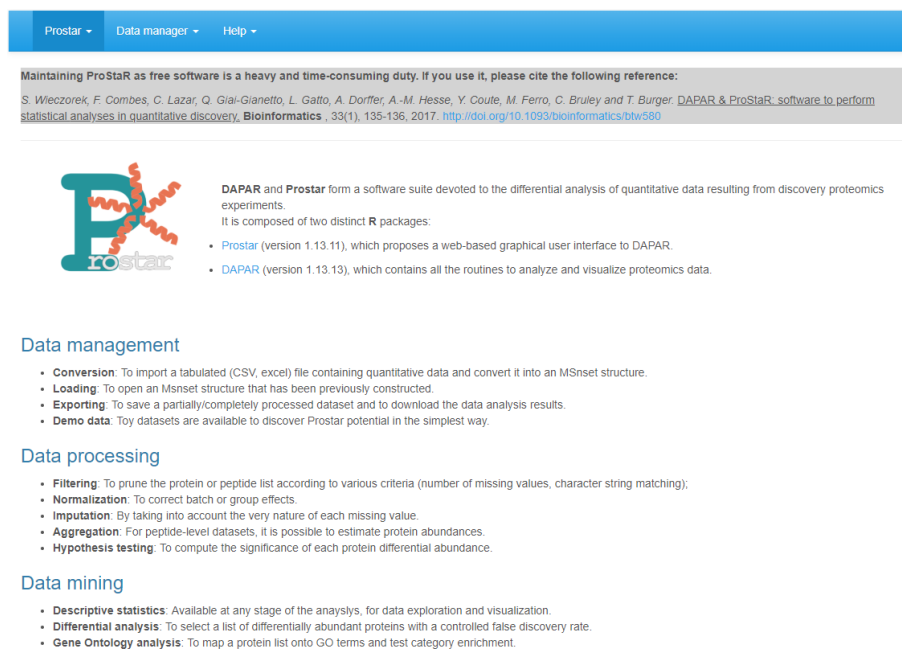 Prostar Data manager Help
Maintaining ProStaR as free software is a heavy and time-consuming duty. If you use it, please cite the following reference:
S. Wieczorek, F. Combes, C. Lazar, Q. Giai-Gianetto, L. Gatto, A. Dorffer, A.-M. Hesse, Y. Coute, M. Ferro, C. Bruley and T. Burger. DAPAR & ProStaR: software to perform
statistical analyses in quantitative discovery. Bioinformatics , 33(1), 135-136, 2017. http://doi.org/10.1093/bioinformatics/btw580
Prostar
DAPAR and Prostar form a software suite devoted to the differential analysis of quantitative data resulting from discovery proteomics
experiments.
It is composed of two distinct R packages:
• Prostar (version 1.13.11), which proposes a web-based graphical user interface to DAPAR.
• DAPAR (version 1.13.13), which contains all the routines to analyze and visualize proteomics data.
Data management
• Conversion: To import a tabulated (CSV, excel) file containing quantitative data and convert it into an MSnset structure.
• Loading: To open an Msnset structure that has been previously constructed.
• Exporting: To save a partially/completely processed dataset and to download the data analysis results.
• Demo data: Toy datasets are available to discover Prostar potential in the simplest way.
Data processing
• Filtering: To prune the protein or peptide list according to various criteria (number of missing values, character string matching);
• Normalization: To correct batch or group effects.
• Imputation: By taking into account the very nature of each missing value.
• Aggregation: For peptide-level datasets, it is possible to estimate protein abundances.
• Hypothesis testing: To compute the significance of each protein differential abundance.
Data mining
• Descriptive statistics: Available at any stage of the anayslys, for data exploration and visualization.
• Differential analysis: To select a list of differentially abundant proteins with a controlled false discovery rate.
• Gene Ontology analysis: To map a protein list onto GO terms and test category enrichment.